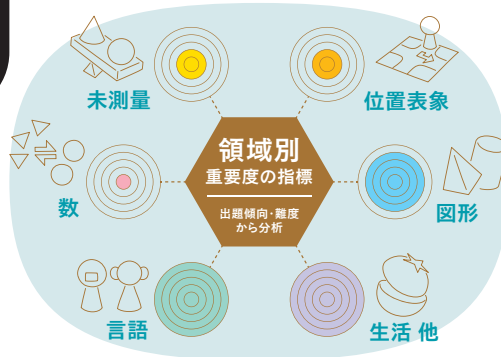 未測量
位置表象
領域別
重要度の指標
出題傾向・難度
から分析
数
図形
言語
生活 他